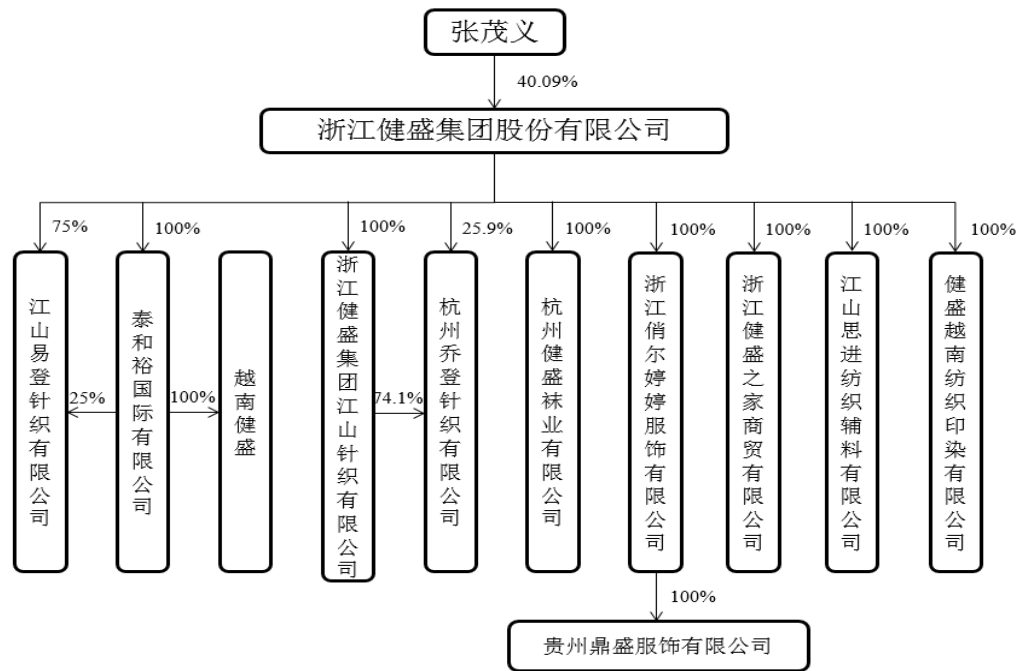 张茂义
40.09%
浙江健盛集团股份有限公司
75%
100%
100%
25.9%
100%
100%
100%
100%
100%
江山易登针织有限公司
25%
泰和裕国际有限公司
100%
越南健盛
浙江健盛集团江山针织有限公司
74.1%
杭州乔登针织有限公司
杭州健盛袜业有限公司
浙江俏尔婷婷服饰有限公司
浙江健盛之家商贸有限公司
江山思进纺织辅料有限公司
健盛越南纺织印染有限公司
100%
贵州鼎盛服饰有限公司